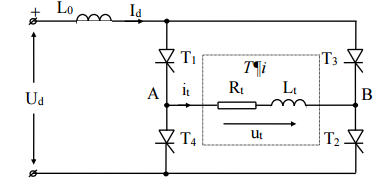 + L0 Id
T1 T¶i T3
A it Rt Lt B
Ud
T4 ut T2